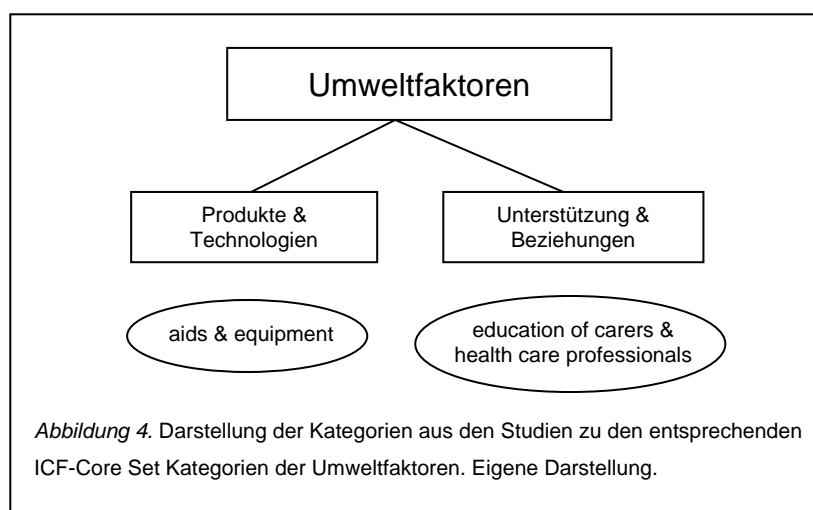 Umweltfaktoren
Produkte &
Technologien
Unterstützung &
Beziehungen
aids & equipment
education of carers &
health care professionals
Abbildung 4. Darstellung der Kategorien aus den Studien zu den entsprechenden
ICF-Core Set Kategorien der Umweltfaktoren. Eigene Darstellung.